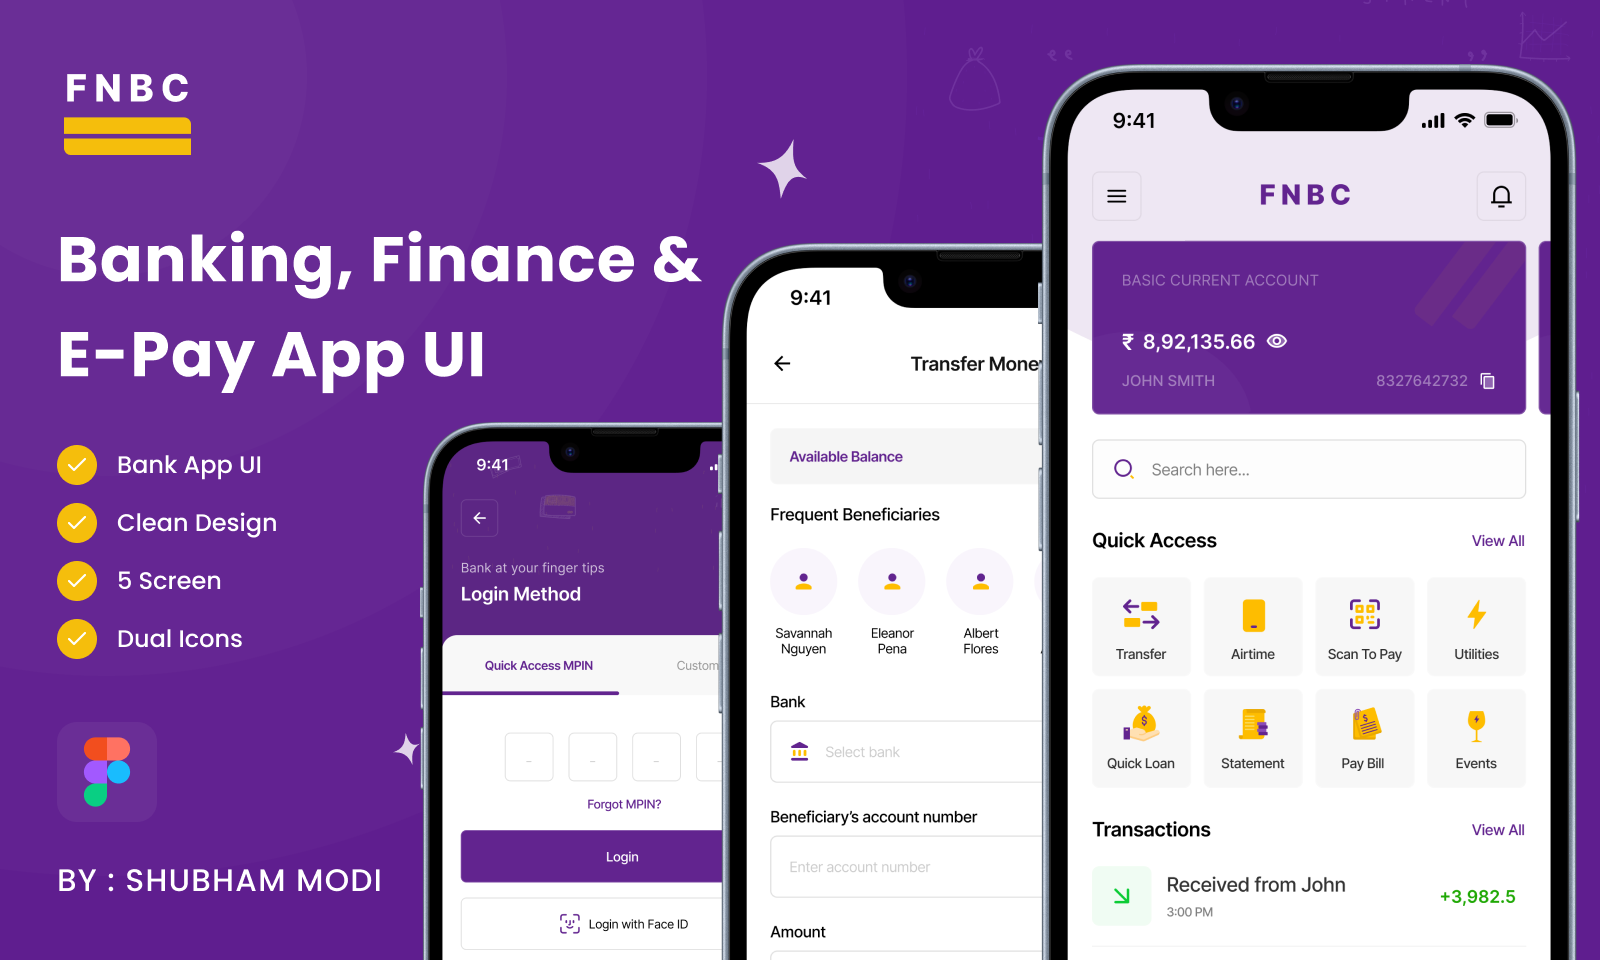 FNBC
Banking, Finance &
E-Pay App UI
Bank App UI
Clean Design
5 Screen
Dual Icons
BY : SHUBHAM MODI
9:41
Bank at your finger tips
Login Method
Quick Access MPIN
Custom
Forgot MPIN?
Login
Login with Face ID
9:41
Transfer Mone
Available Balance
Frequent Beneficiaries
Savannah
Nguyen
Eleanor
Pena
Albert
Flores
Bank
Select bank
Beneficiary's account number
Enter account number
Amount
9:41
FNBC
BASIC CURRENT ACCOUNT
₹ 8,92,135.66
JOHN SMITH
8327642732
Search here...
Quick Access
View All
Transfer
Airtime
Scan To Pay
Utilities
Quick Loan
Statement
Pay Bill
Events
Transactions
View All
Received from John
3:00 PM
+3,982.5